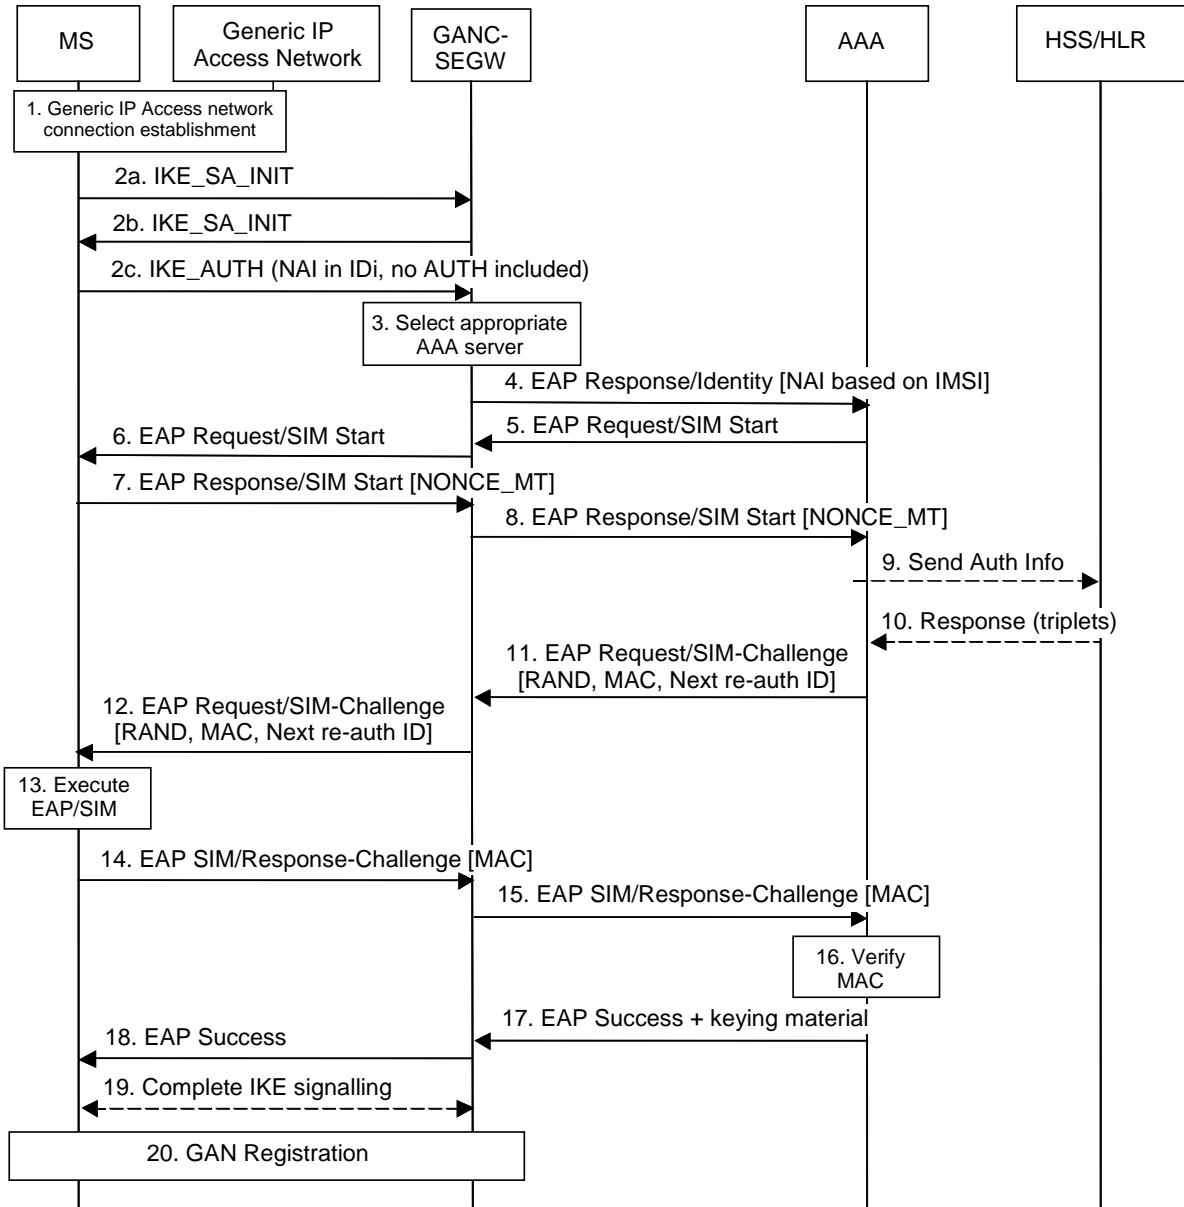 MS
Generic IP
Access Network
GANC-
SEGW
AAA
HSS/HLR
1. Generic IP Access network
connection establishment
2a. IKE_SA_INIT
2b. IKE_SA_INIT
2c. IKE_AUTH (NAI in IDi, no AUTH included)
3. Select appropriate
AAA server
4. EAP Response/Identity [NAI based on IMSI]
5. EAP Request/SIM Start
6. EAP Request/SIM Start
7. EAP Response/SIM Start [NONCE_MT]
8. EAP Response/SIM Start [NONCE_MT]
9. Send Auth Info
10. Response (triplets)
11. EAP Request/SIM-Challenge
[RAND, MAC, Next re-auth ID]
12. EAP Request/SIM-Challenge
[RAND, MAC, Next re-auth ID]
13. Execute
EAP/SIM
14. EAP SIM/Response-Challenge [MAC]
15. EAP SIM/Response-Challenge [MAC]
16. Verify
MAC
17. EAP Success + keying material
18. EAP Success
19. Complete IKE signalling
20. GAN Registration